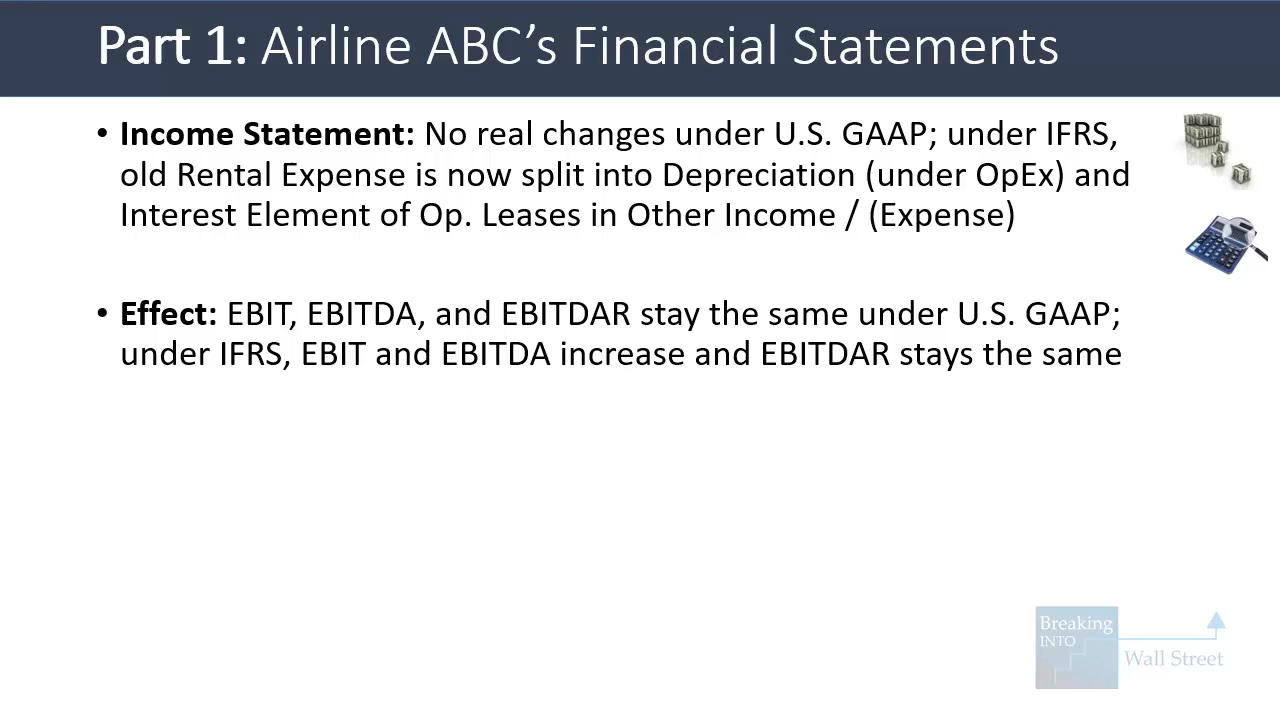 Part 1: Airline ABC’s Financial Statements
• Income Statement: No real changes under U.S. GAAP; under IFRS,
old Rental Expense is now split into Depreciation (under OpEx) and
Interest Element of Op. Leases in Other Income / (Expense)
• Effect: EBIT, EBITDA, and EBITDAR stay the same under U.S. GAAP;
under IFRS, EBIT and EBITDA increase and EBITDAR stays the same
Breaking
INTO
Wall Street